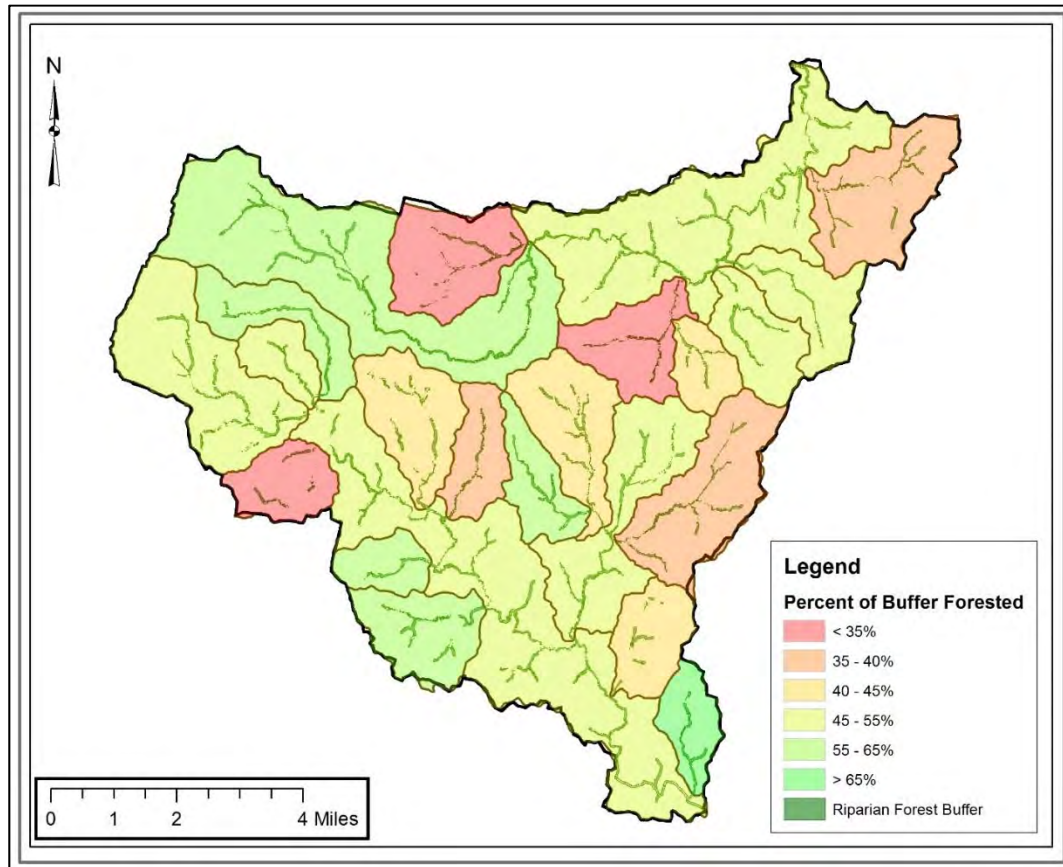 N
Legend
Percent of Buffer Forested
< 35%
35 - 40%
40 - 45%
45 - 55%
55 - 65%
> 65%
Riparian Forest Buffer
0 1 2 4 Miles